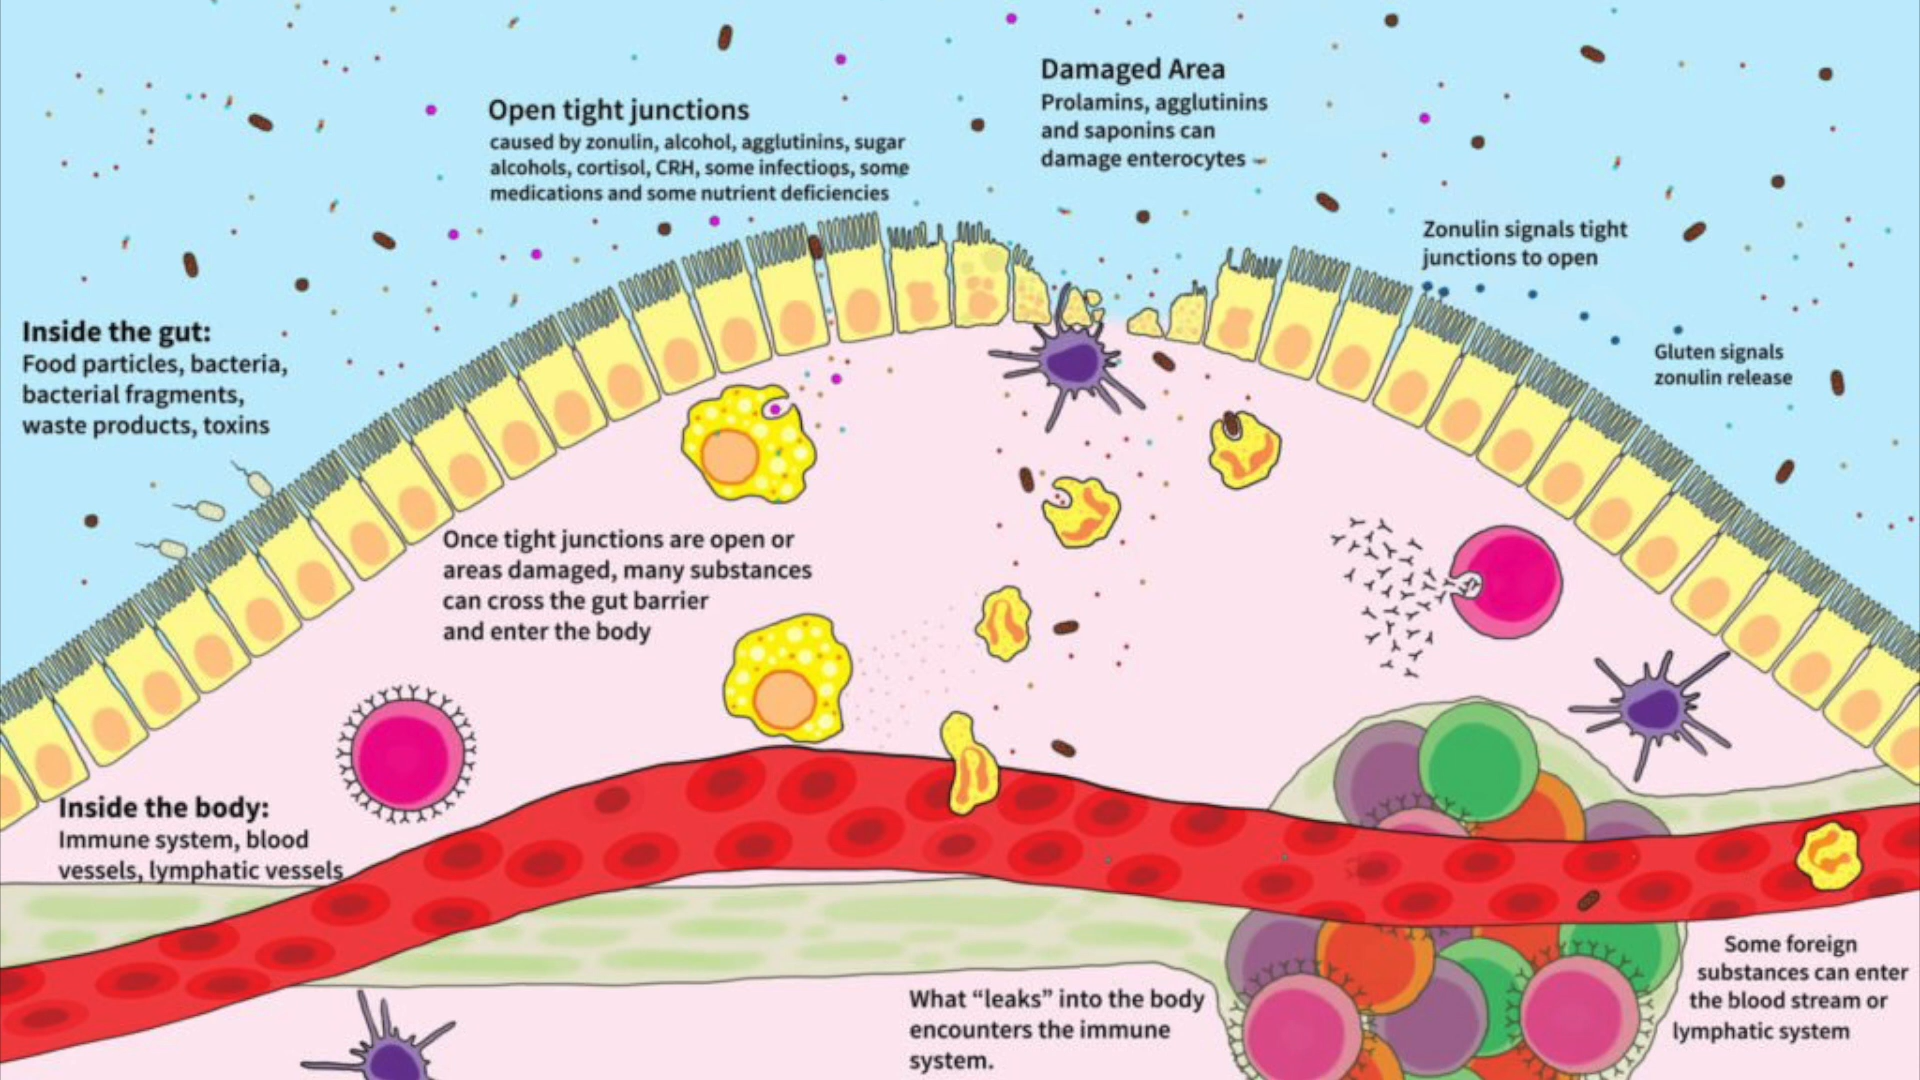 Damaged Area
Prolamins, agglutinins
and saponins can
damage enterocytes
Open tight junctions
caused by zonulin, alcohol, agglutinins, sugar
alcohols, cortisol, CRH, some infections, some
medications and some nutrient deficiencies
Zonulin signals tight
junctions to open
Inside the gut:
Food particles, bacteria,
bacterial fragments,
waste products, toxins
Gluten signals
zonulin release
Once tight junctions are open or
areas damaged, many substances
can cross the gut barrier
and enter the body
Inside the body:
Immune system, blood
vessels, lymphatic vessels
What “leaks” into the body
encounters the immune
system.
Some foreign
substances can enter
the blood stream or
lymphatic system